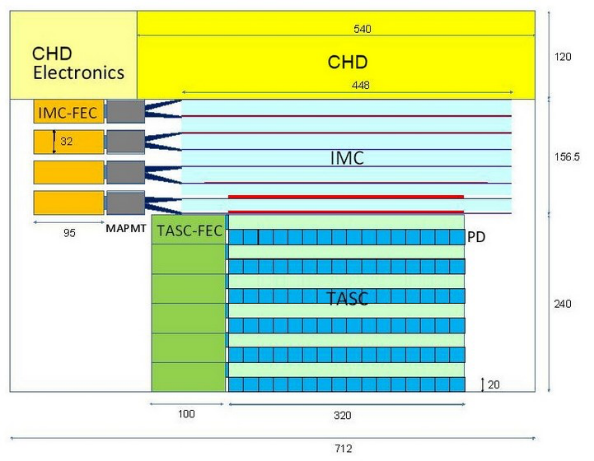 540
CHD
Electronics
CHD
120
448
IMC-FEC
32
IMC
156.5
95
MAPMT
TASC-FEC
PD
TASC
240
20
100
320
712